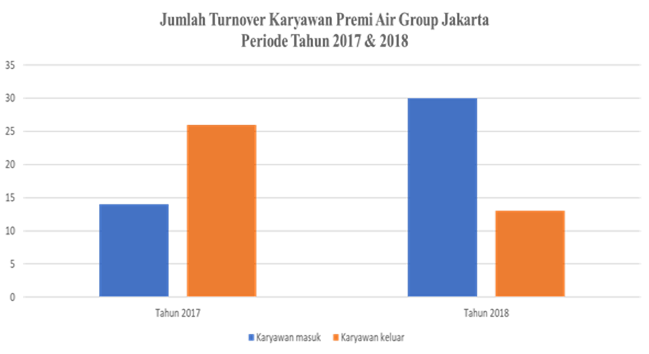 Jumlah Turnover Karyawan Premi Air Group Jakarta
Periode Tahun 2017 & 2018
35
30
25
20
15
10
5
0
Tahun 2017
Tahun 2018
Karyawan masuk
Karyawan keluar